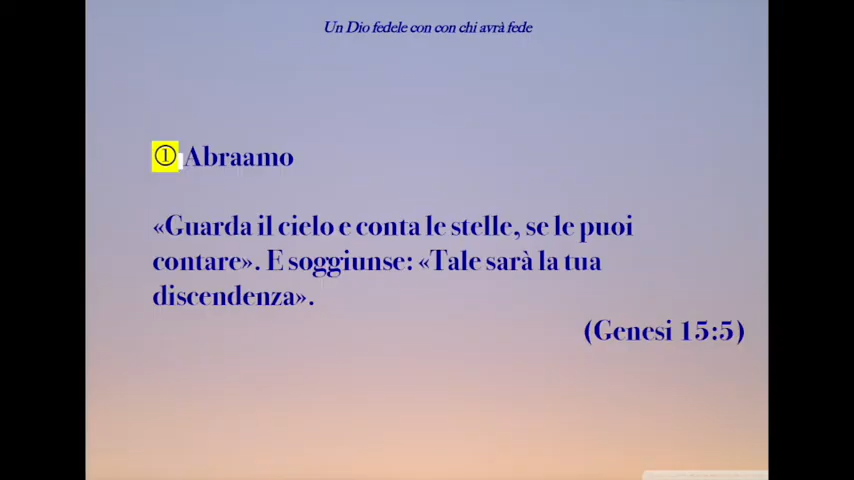 Un Dio fedele con con chi avrà fede
① Abraamo
«Guarda il cielo e conta le stelle, se le puoi
contare». E soggiunse: «Tale sarà la tua
discendenza».
(Genesi 15:5)